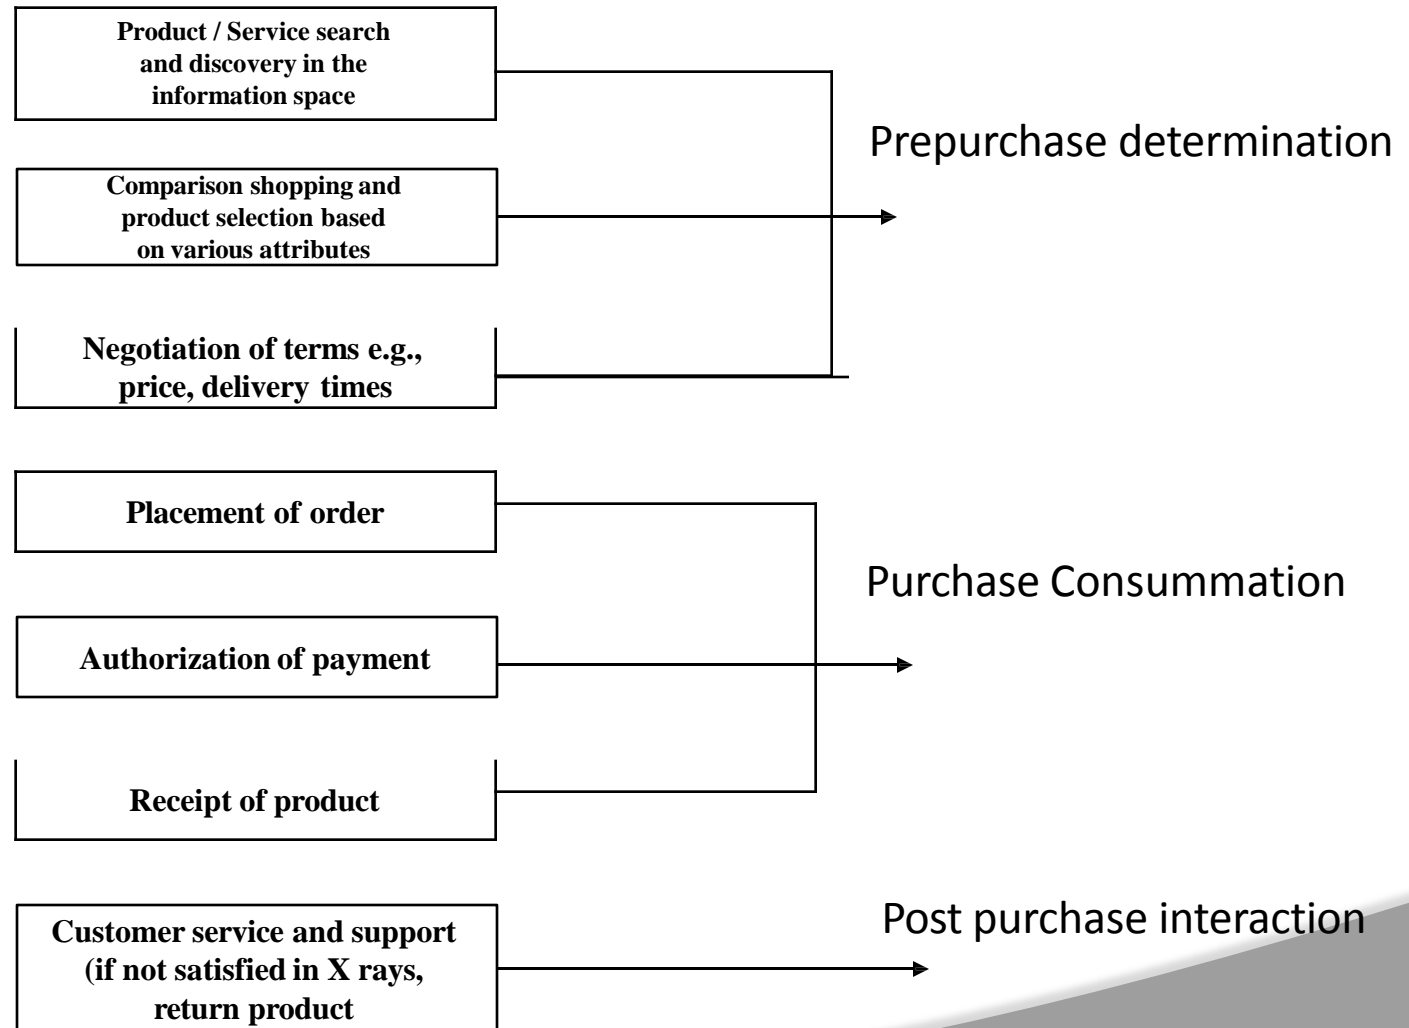 Product / Service search
and discovery in the
information space
Prepurchase determination
Comparison shopping and
product selection based
on various attributes
Negotiation of terms e.g.,
price, delivery times
Placement of order
Purchase Consummation
Authorization of payment
Receipt of product
Post purchase interaction
Customer service and support
(if not satisfied in X rays,
return product